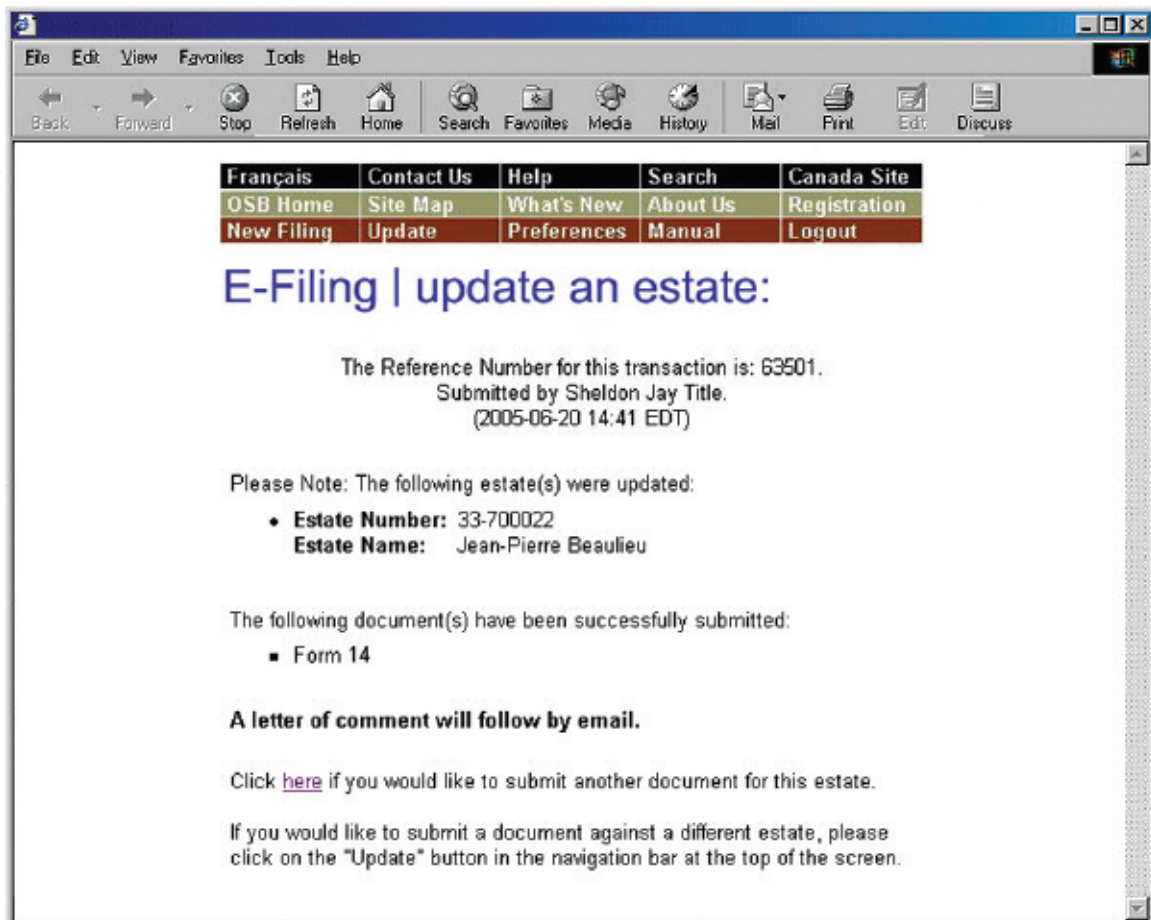 File Edit View Favorites Tools Help
Back Forward Stop Refresh Home Search Favorites Media History Mail Print Edit Discuss
Français Contact Us Help Search Canada Site
OSB Home Site Map What's New About Us Registration
New Filing Update Preferences Manual Logout
E-Filing | update an estate:
The Reference Number for this transaction is: 63501.
Submitted by Sheldon Jay Title.
(2005-06-20 14:41 EDT)
Please Note: The following estate(s) were updated:
• Estate Number: 33-700022
Estate Name: Jean-Pierre Beaulieu
The following document(s) have been successfully submitted:
▪ Form 14
A letter of comment will follow by email.
Click here if you would like to submit another document for this estate.
If you would like to submit a document against a different estate, please
click on the "Update" button in the navigation bar at the top of the screen.